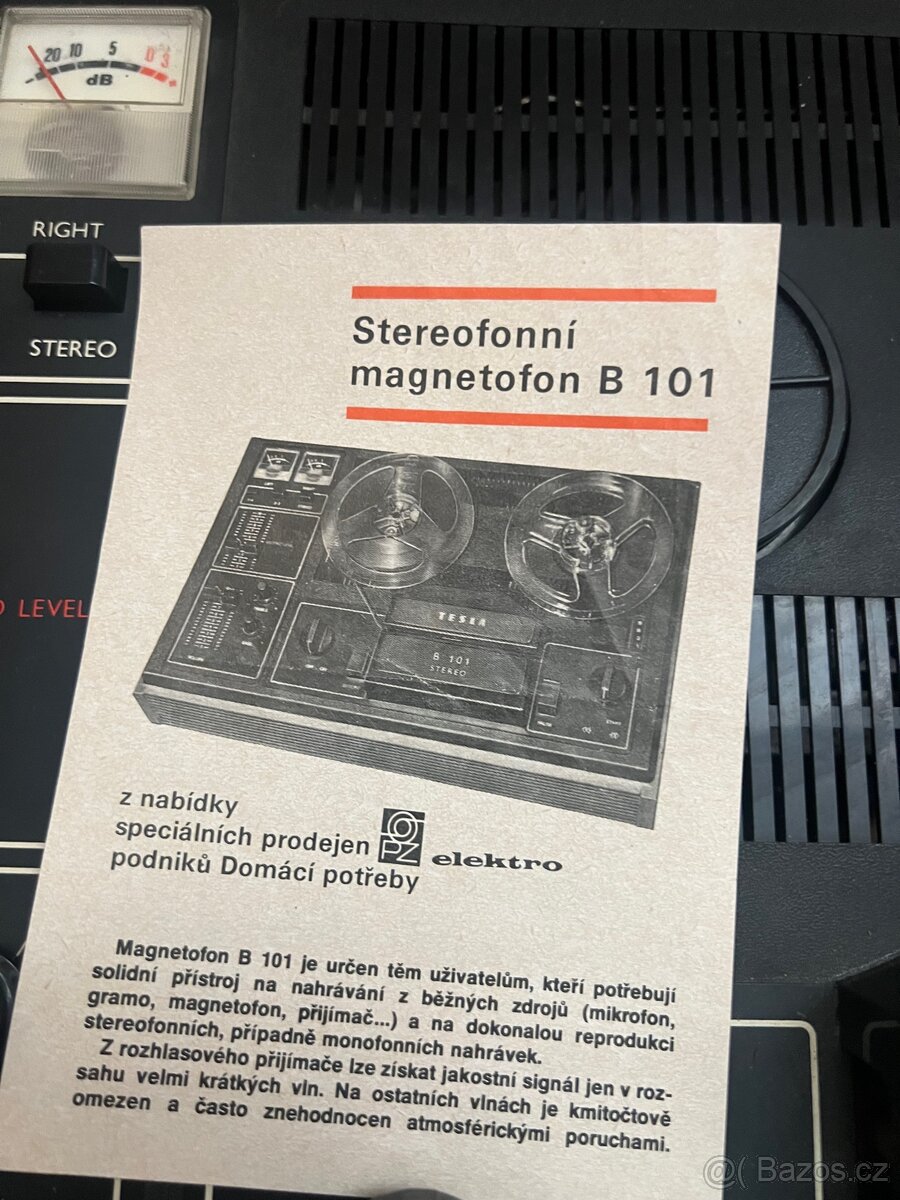 20 10 5 0 3
dB
RIGHT
STEREO
LEVEL
Stereofonní
magnetofon B 101
TESLA
B 101
STEREO
START
z nabídky
speciálních prodejen
podniků Domácí potřeby
elektro
Magnetofon B 101 je určen těm uživatelům, kteří potřebují
solidní přístroj na nahrávání z běžných zdrojů (mikrofon,
gramo, magnetofon, přijímač...) a na dokonalou reprodukci
stereofonních, případně monofonních nahrávek.
Z rozhlasového přijímače lze získat jakostní signál jen v roz-
sahu velmi krátkých vln. Na ostatních vlnách je kmitočtově
omezen a často znehodnocen atmosférickými poruchami.
@( Bazos.cz